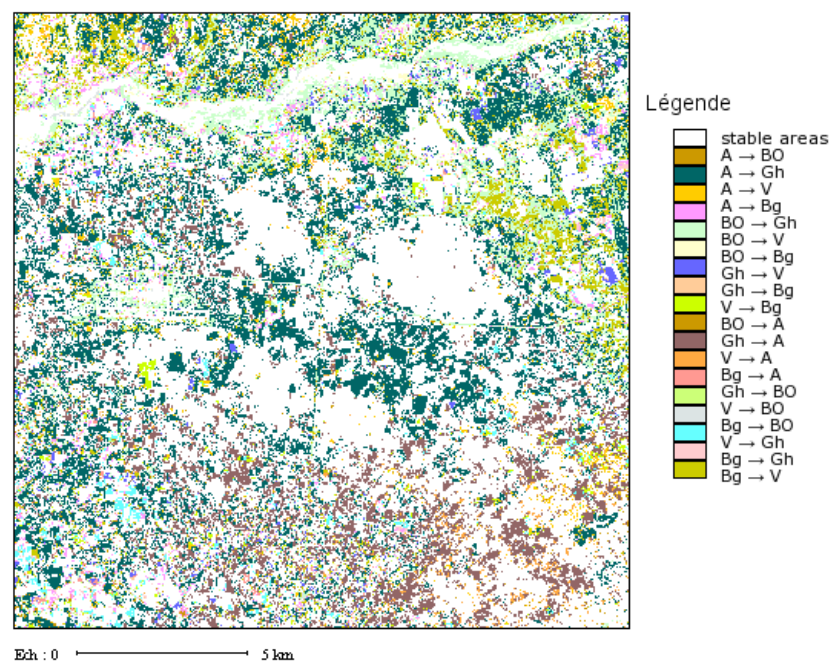 Légende
stable areas
A → BO
A → Gh
A → V
A → Bg
BO → Gh
BO → V
BO → Bg
Gh → V
Gh → Bg
V → Bg
BO → A
Gh → A
V → A
Bg → A
Gh → BO
V → BO
Bg → BO
V → Gh
Bg → Gh
Bg → V
Ech : 0 5 km